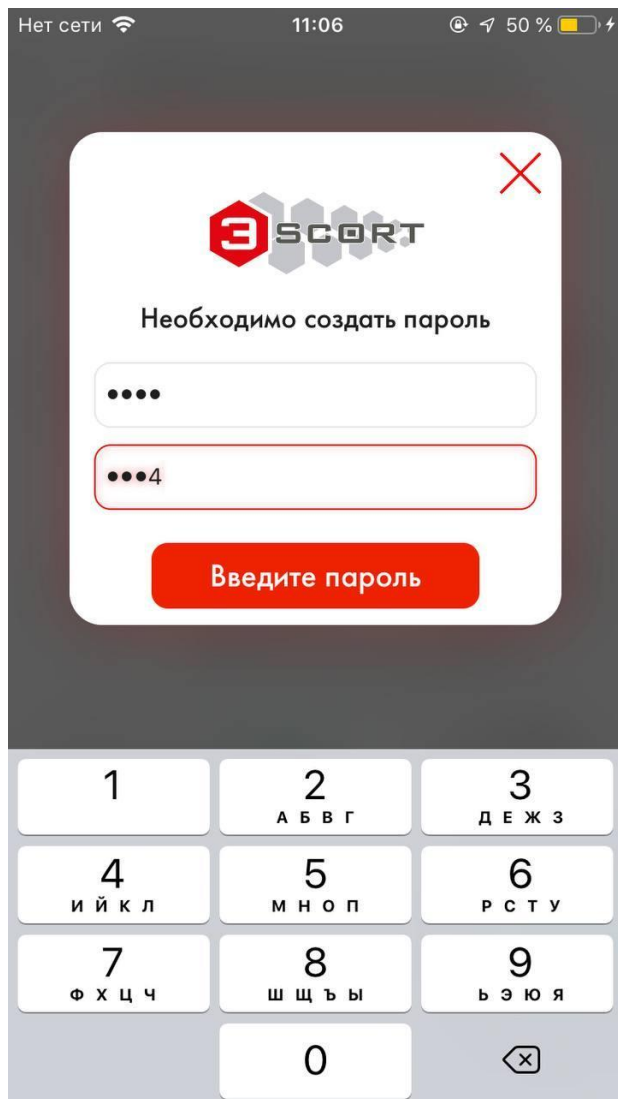 Нет сети 11:06 50 %
ЭSCORT
Необходимо создать пароль
••••
•••4
Введите пароль
1 2 3
А Б В Г Д Е Ж З
4 5 6
И Й К Л М Н О П Р С Т У
7 8 9
Ф Х Ц Ч Ш Щ Ъ Ы Ь Э Ю Я
0